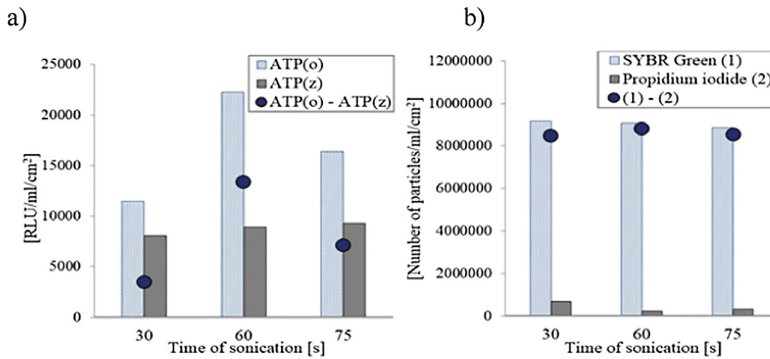 a)
25000
20000
15000
10000
5000
0
[RLU/ml/cm²]
ATP(o)
ATP(z)
ATP(o) - ATP(z)
30 60 75
Time of sonication [s]
b)
12000000
10000000
8000000
6000000
4000000
2000000
0
[Number of particles/ml/cm²]
SYBR Green (1)
Propidium iodide (2)
(1) - (2)
30 60 75
Time of sonication [s]